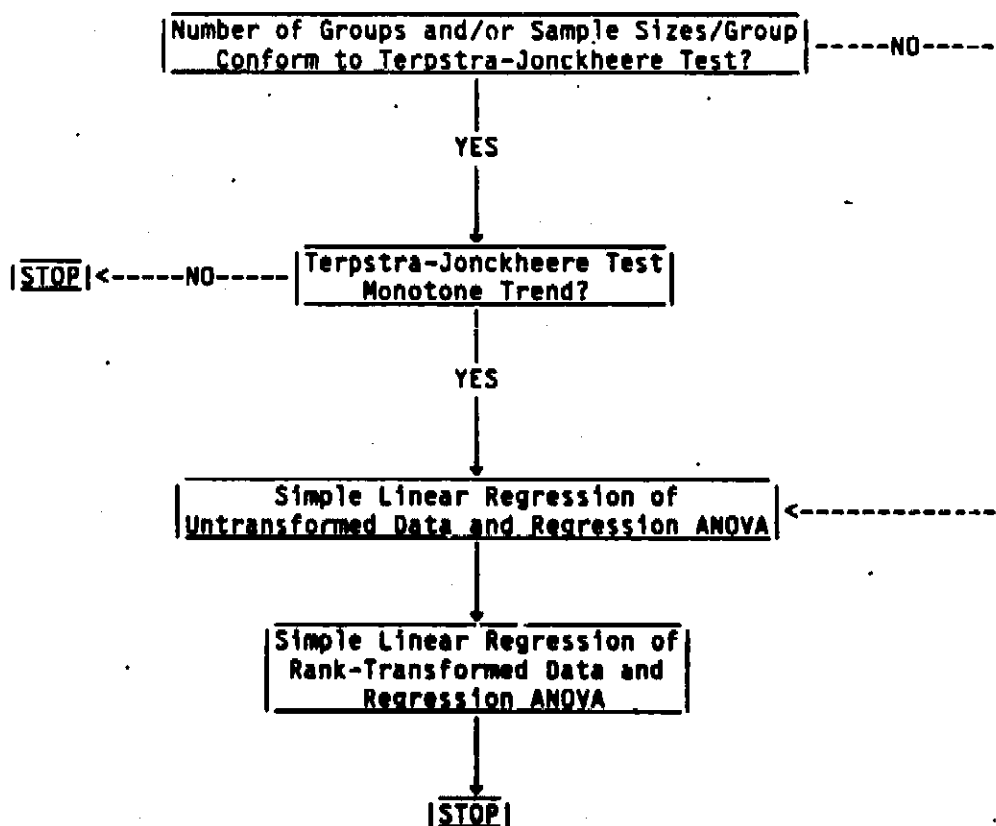 Number of Groups and/or Sample Sizes/Group
Conform to Terpstra-Jonckheere Test?
NO
YES
STOP
NO
Terpstra-Jonckheere Test
Monotone Trend?
YES
Simple Linear Regression of
Untransformed Data and Regression ANOVA
Simple Linear Regression of
Rank-Transformed Data and
Regression ANOVA
STOP